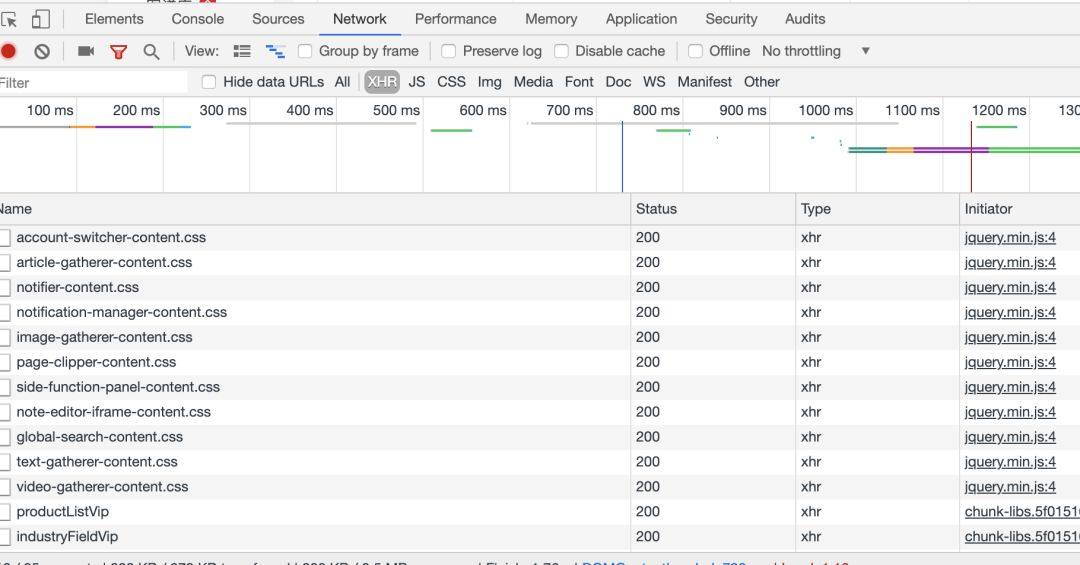 Elements Console Sources Network Performance Memory Application Security Audits
View: Group by frame Preserve log Disable cache Offline No throttling ▼
Filter Hide data URLs All XHR JS CSS Img Media Font Doc WS Manifest Other
100 ms 200 ms 300 ms 400 ms 500 ms 600 ms 700 ms 800 ms 900 ms 1000 ms 1100 ms 1200 ms 130
Name Status Type Initiator
account-switcher-content.css 200 xhr jquery.min.js:4
article-gatherer-content.css 200 xhr jquery.min.js:4
notifier-content.css 200 xhr jquery.min.js:4
notification-manager-content.css 200 xhr jquery.min.js:4
image-gatherer-content.css 200 xhr jquery.min.js:4
page-clipper-content.css 200 xhr jquery.min.js:4
side-function-panel-content.css 200 xhr jquery.min.js:4
note-editor-iframe-content.css 200 xhr jquery.min.js:4
global-search-content.css 200 xhr jquery.min.js:4
text-gatherer-content.css 200 xhr jquery.min.js:4
video-gatherer-content.css 200 xhr jquery.min.js:4
productListVip 200 xhr chunk-libs.5f0151
industryFieldVip 200 xhr chunk-libs.5f0151